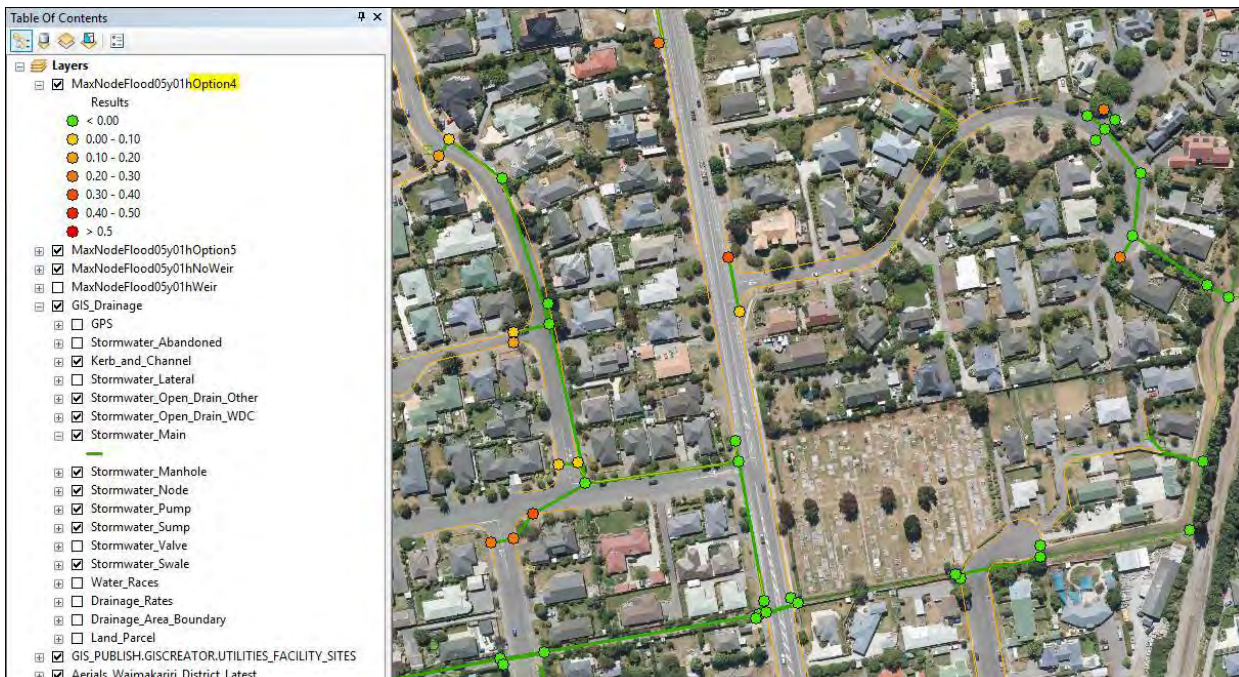 Table Of Contents
Layers
MaxNodeFlood05y01hOption4
Results
< 0.00
0.00 - 0.10
0.10 - 0.20
0.20 - 0.30
0.30 - 0.40
0.40 - 0.50
> 0.5
MaxNodeFlood05y01hOption5
MaxNodeFlood05y01hNoWeir
MaxNodeFlood05y01hWeir
GIS_Drainage
GPS
Stormwater_Abandoned
Kerb_and_Channel
Stormwater_Lateral
Stormwater_Open_Drain_Other
Stormwater_Open_Drain_WDC
Stormwater_Main
Stormwater_Manhole
Stormwater_Node
Stormwater_Pump
Stormwater_Sump
Stormwater_Valve
Stormwater_Swale
Water_Races
Drainage_Rates
Drainage_Area_Boundary
Land_Parcel
GIS_PUBLISH.GISCREATOR.UTILITIES_FACILITY_SITES
Aerials_Waimakariri_District_Latest